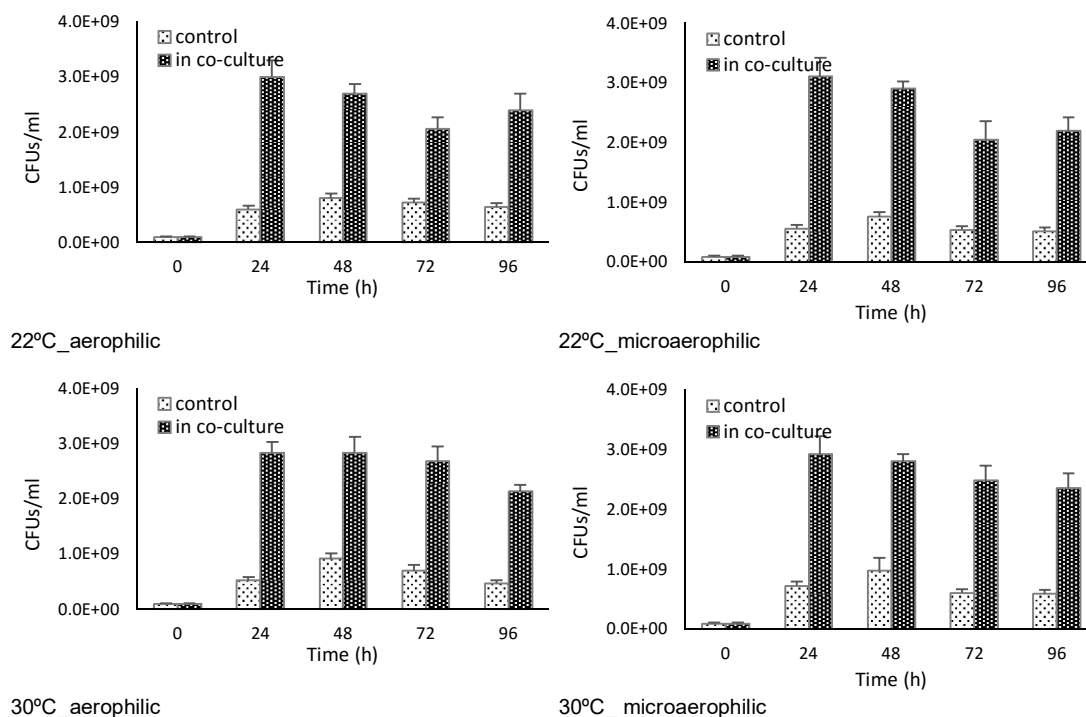 4.0E+09
3.0E+09
2.0E+09
1.0E+09
0.0E+00
CFUs/ml
control
in co-culture
0 24 48 72 96
Time (h)
22ºC_aerophilic
4.0E+09
3.0E+09
2.0E+09
1.0E+09
0.0E+00
CFUs/ml
control
in co-culture
0 24 48 72 96
Time (h)
22ºC_microaerophilic
4.0E+09
3.0E+09
2.0E+09
1.0E+09
0.0E+00
CFUs/ml
control
in co-culture
0 24 48 72 96
Time (h)
30ºC_aerophilic
4.0E+09
3.0E+09
2.0E+09
1.0E+09
0.0E+00
CFUs/ml
control
in co-culture
0 24 48 72 96
Time (h)
30ºC_ microaerophilic